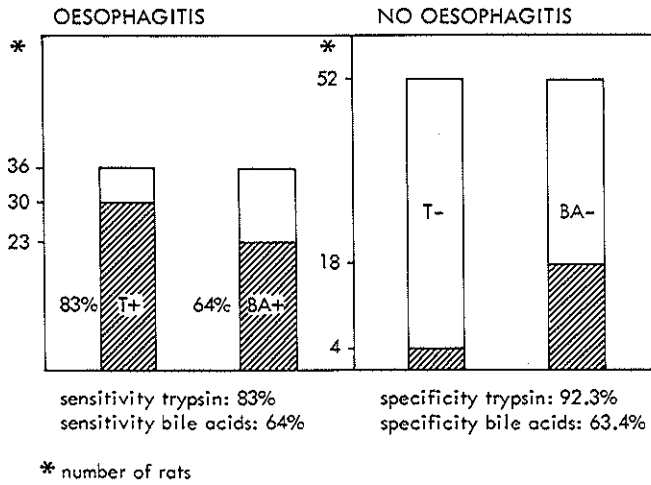 OESOPHAGITIS
*
36
30
23
83% T+
64% BA+
sensitivity trypsin: 83%
sensitivity bile acids: 64%
NO OESOPHAGITIS
*
52
18
4
T-
BA-
specificity trypsin: 92.3%
specificity bile acids: 63.4%
* number of rats